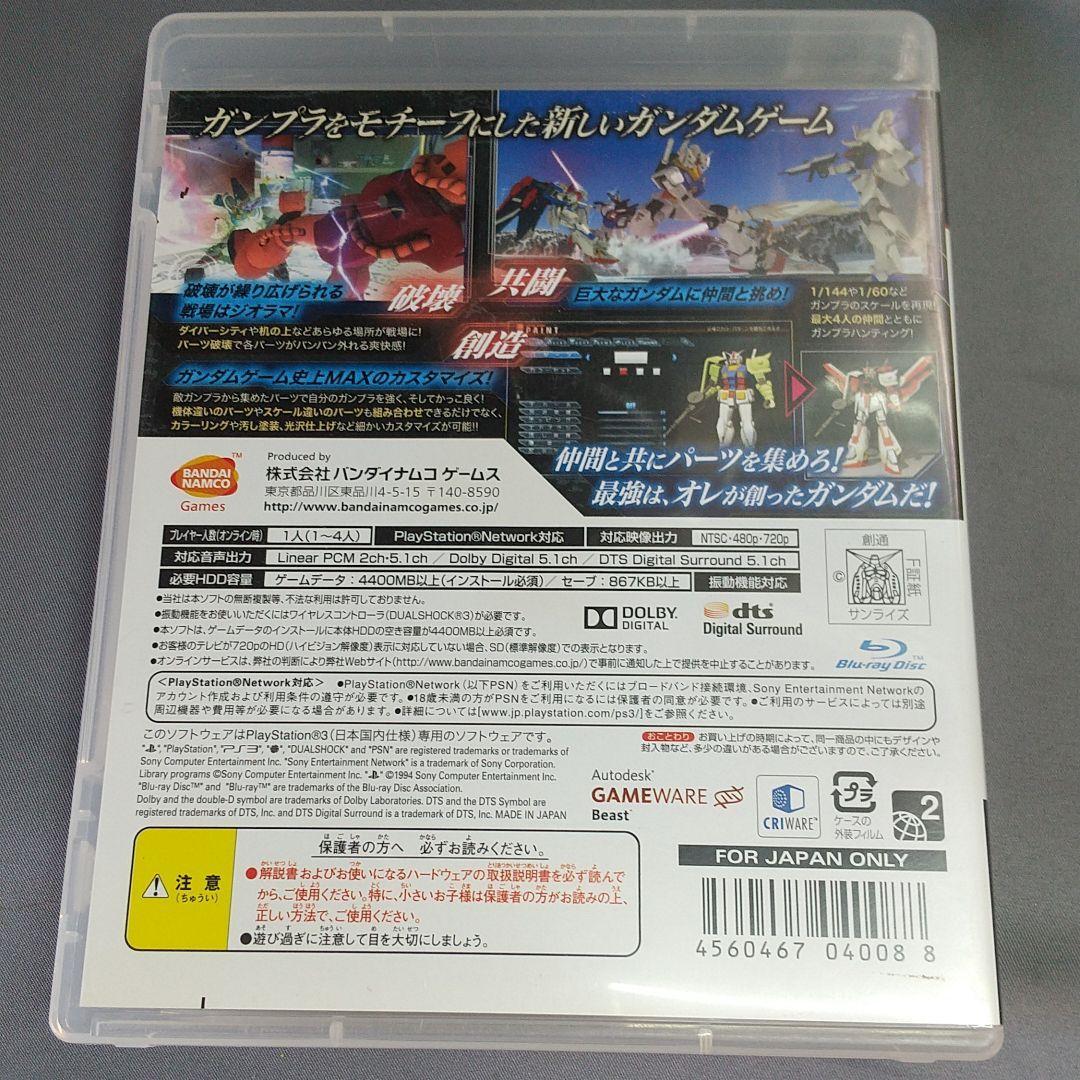 ガンプラをモチーフにした新しいガンダムゲーム
破壊が繰り広げられる
戦場はジオラマ!
破壊
ダイバーシティや机の上などあらゆる場所が戦場に!
パーツ破壊で各パーツがバンバン外れる爽快感!
共闘
巨大なガンダムに仲間と挑め!
1/144や1/60など
ガンプラのスケールを再現!
最大4人の仲間とともに
ガンプラハンティング!
創造
PAINT
ガンダムゲーム史上MAXのカスタマイズ!
敵ガンプラから集めたパーツで自分のガンプラを強く、そしてかっこ良く!
機体違いのパーツやスケール違いのパーツも組み合わせできるだけでなく、
カラーリングや汚し塗装、光沢仕上げなど細いカスタマイズが可能!!
仲間と共にパーツを集めろ!
最強は、オレが創ったガンダムだ!
BANDAI
NAMCO
Games
TM
Produced by
株式会社 バンダイナムコ ゲームス
東京都品川区東品川4-5-15 〒140-8590
http://www.bandainamcogames.co.jp/
プレイヤー人数(オンライン時) 1人(1〜4人) PlayStation®Network対応 対応映像出力 NTSC・480p・720p
対応音声出力 Linear PCM 2ch・5.1ch / Dolby Digital 5.1ch / DTS Digital Surround 5.1ch
必要HDD容量 ゲームデータ:4400MB以上(インストール必須) / セーブ:867KB以上 振動機能対応
創通
サンライズ
©
証紙
●当社は本ソフトの無断複製等、不法な利用は許可しておりません。
●振動機能をお使いいただくにはワイヤレスコントローラ(DUALSHOCK®3)が必要です。
●本ソフトは、ゲームデータのインストールに本体HDDの空き容量が4400MB以上必須です。
●お客様のテレビが720pのHD(ハイビジョン解像度)表示に対応していない場合、SD(標準解像度)での表示となります。
●オンラインサービスは、弊社の判断により弊社Webサイト(http://www.bandainamcogames.co.jp/)で事前に通知した上で提供を中止することがあります。
DOLBY
DIGITAL
dts
Digital Surround
Blu-ray Disc
<PlayStation®Network対応> ●PlayStation®Network(以下PSN)をご利用いただくにはブロードバンド接続環境、Sony Entertainment Networkの
アカウント作成および利用条件の遵守が必要です。●18歳未満の方がPSNをご利用になるには保護者の同意が必要です。●ご利用のサービスによっては別途
周辺機器や費用等が必要になる場合があります。●詳細については[www.jp.playstation.com/ps3/]をご参照ください。
このソフトウェアはPlayStation®3(日本国内仕様)専用のソフトウェアです。
おことわり お買い上げの時期によって、同一商品の中にもデザインや
封入物など、多少の違いがある場合がございますので、ご了承ください。
"PlayStation", "PS3", "DUALSHOCK" and "PSN" are registered trademarks or trademarks of
Sony Computer Entertainment Inc. "Sony Entertainment Network" is a trademark of Sony Corporation.
Library programs ©Sony Computer Entertainment Inc. ©1994 Sony Computer Entertainment Inc.
"Blu-ray Disc™" and "Blu-ray™" are trademarks of the Blu-ray Disc Association.
Dolby and the double-D symbol are trademarks of Dolby Laboratories. DTS and the DTS Symbol are
registered trademarks of DTS, Inc. and DTS Digital Surround is a trademark of DTS, Inc. MADE IN JAPAN
Autodesk®
GAMEWARE
Beast™
CRIWARE™
プラ
ケースの
外装フィルム
2
FOR JAPAN ONLY
4560467 04008 8
注意
(ちゅうい)
保護者の方へ 必ずお読みください。
●解説書およびお使いになるハードウェアの取扱説明書を必ず読んで
から、ご使用ください。特に、小さいお子様は保護者の方がお読みの上、
正しい方法で、ご使用ください。
●遊び過ぎに注意して目を大切にしましょう。